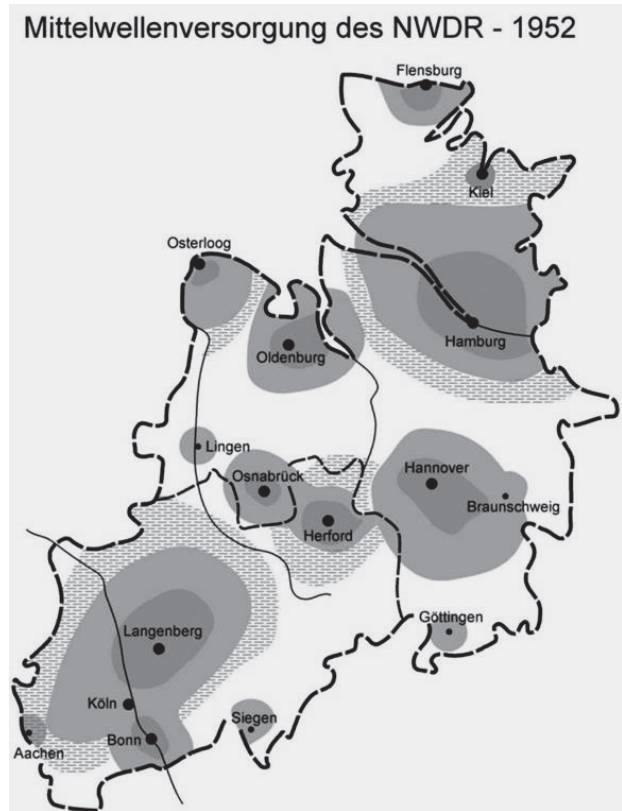 Mittelwellenversorgung des NWDR - 1952
Flensburg
Kiel
Osterloog
Hamburg
Oldenburg
Lingen
Osnabrück
Hannover
Braunschweig
Herford
Göttingen
Langenberg
Köln
Siegen
Bonn
Aachen